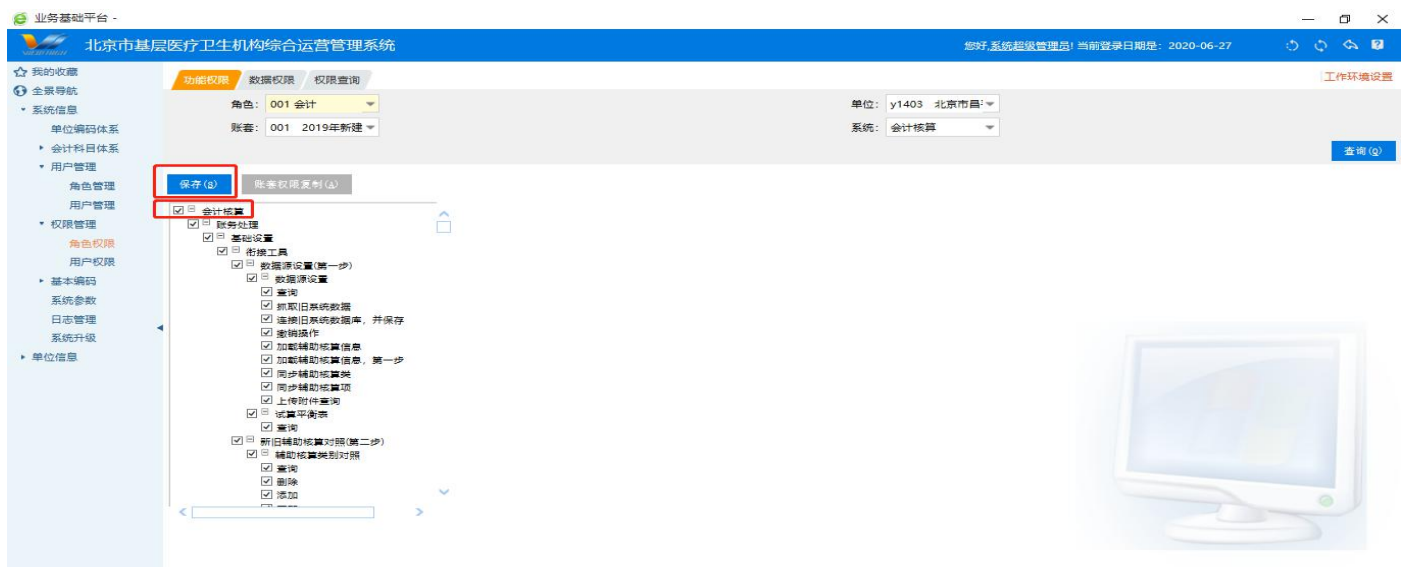 业务基础平台 -
北京市基层医疗卫生机构综合运营管理系统
您好,系统超级管理员! 当前登录日期是: 2020-06-27
我的收藏
全景导航
系统信息
单位编码体系
会计科目体系
用户管理
角色管理
用户管理
权限管理
角色权限
用户权限
基本编码
系统参数
日志管理
系统升级
单位信息
功能权限 数据权限 权限查询
工作环境设置
角色: 001 会计
单位: y1403 北京市昌
账套: 001 2019年新建
系统: 会计核算
查询(Q)
保存(S) 账套权限复制(A)
会计核算
账务处理
基础设置
衔接工具
数据源设置(第一步)
数据源设置
查询
抓取旧系统数据
连接旧系统数据库，并保存
撤销操作
加载辅助核算信息
加载辅助核算信息，第一步
同步辅助核算类
同步辅助核算项
上传附件查询
试算平衡表
查询
新旧辅助核算对照(第二步)
辅助核算类别对照
查询
删除
添加